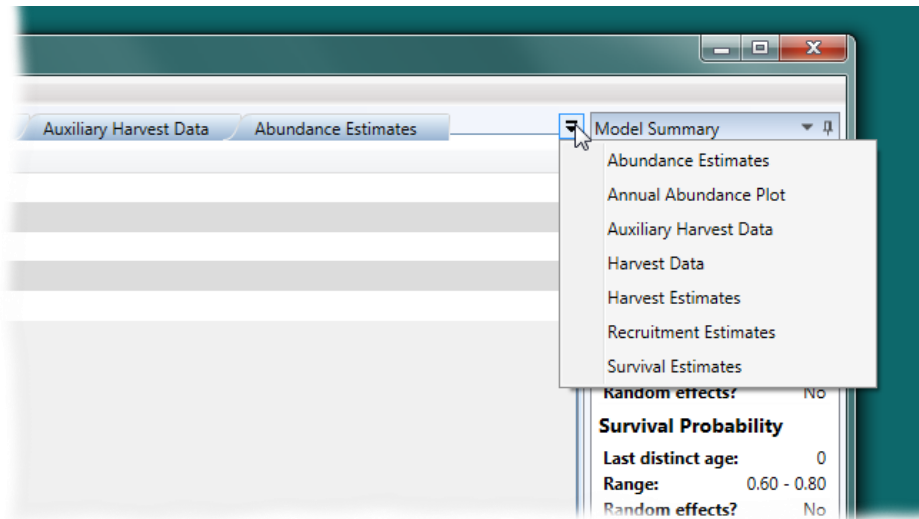 Auxiliary Harvest Data
Abundance Estimates
Model Summary
Abundance Estimates
Annual Abundance Plot
Auxiliary Harvest Data
Harvest Data
Harvest Estimates
Recruitment Estimates
Survival Estimates
Random effects? No
Survival Probability
Last distinct age: 0
Range: 0.60 - 0.80
Random effects? No